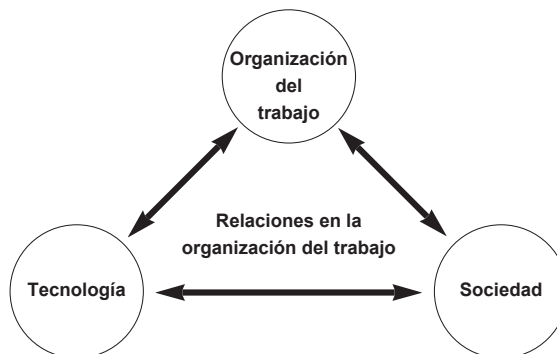 Organización
del
trabajo
Relaciones en la
organización del trabajo
Tecnología
Sociedad